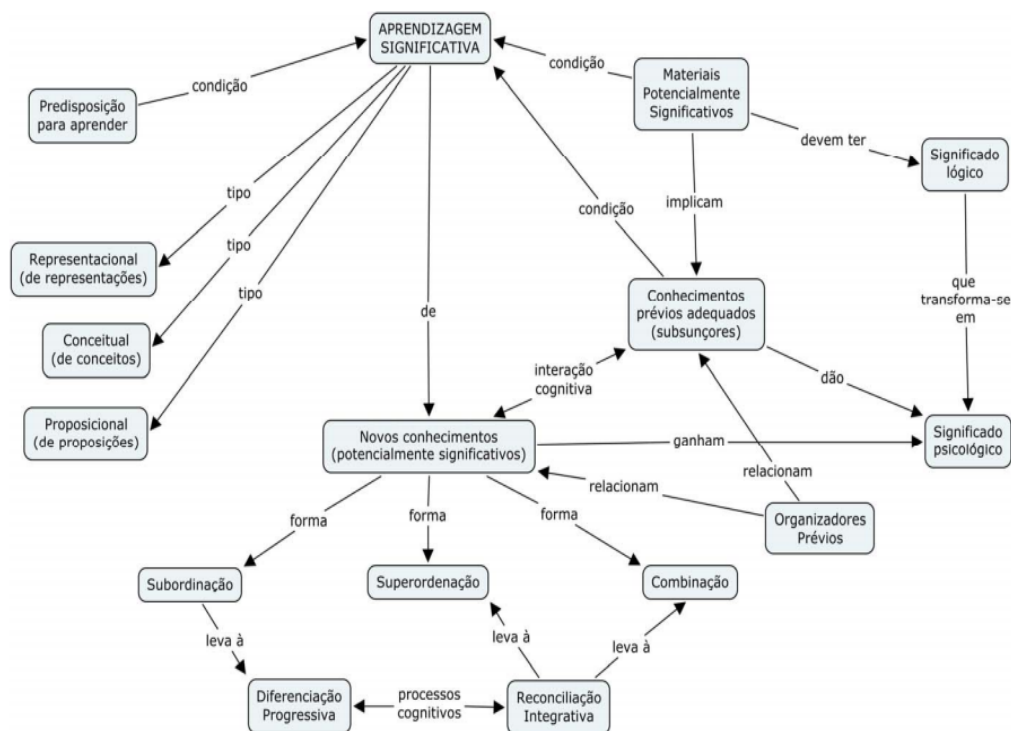 APRENDIZAGEM
SIGNIFICATIVA
condição
condição
Materiais
Potencialmente
Significativos
Predisposição
para aprender
devem ter
Significado
lógico
tipo
condição
implicam
Representacional
(de representações)
tipo
tipo
Conhecimentos
prévios adequados
(subsunçores)
que
transforma-se
em
de
Conceitual
(de conceitos)
interação
cognitiva
dão
Proposicional
(de proposições)
Novos conhecimentos
(potencialmente significativos)
ganham
Significado
psicológico
relacionam
relacionam
Organizadores
Prévios
forma
forma
forma
Subordinação
Superordenação
Combinação
leva à
leva à
leva à
Diferenciação
Progressiva
processos
cognitivos
Reconciliação
Integrativa